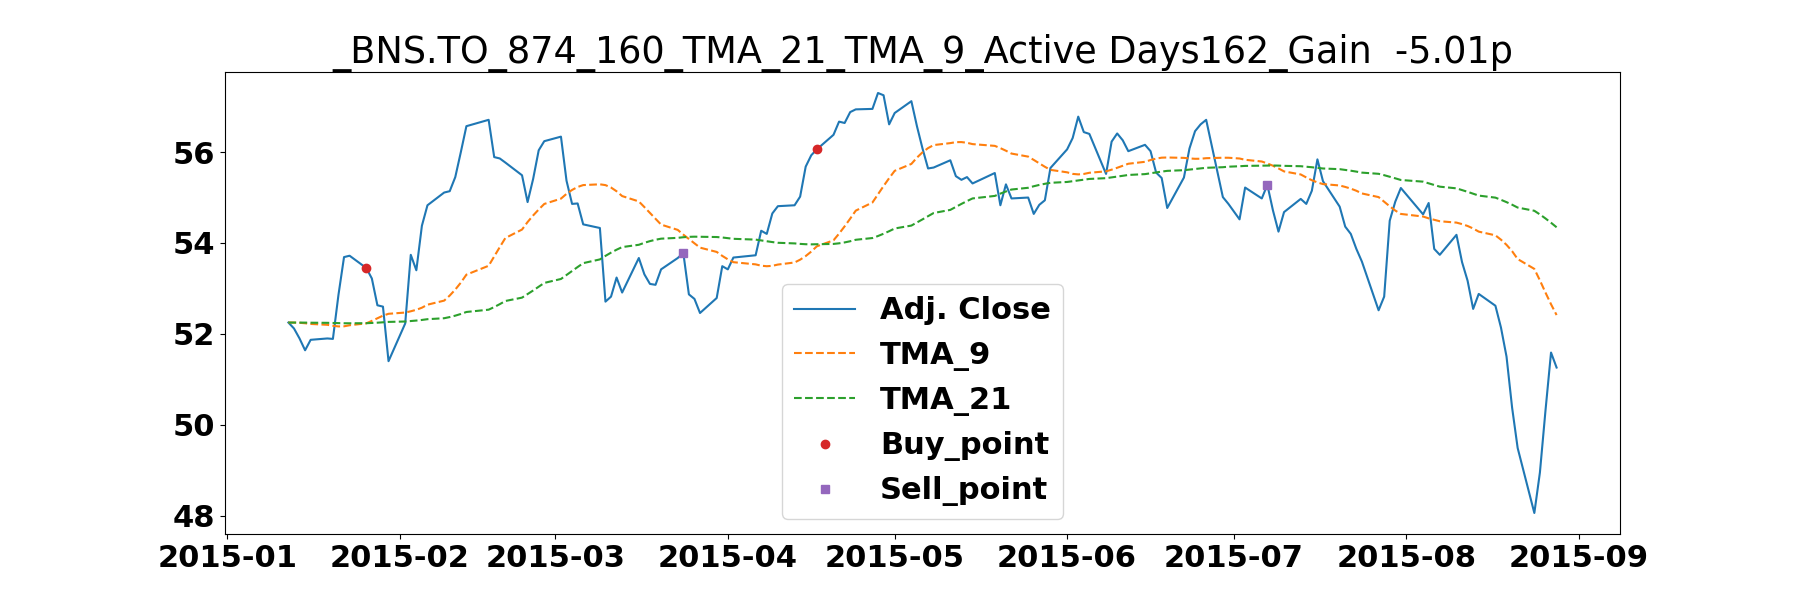 _BNS.TO_874_160_TMA_21_TMA_9_Active Days162_Gain  -5.01p
56
54
52
50
48
Adj. Close
TMA_9
TMA_21
Buy_point
Sell_point
2015-01 2015-02 2015-03 2015-04 2015-05 2015-06 2015-07 2015-08 2015-09